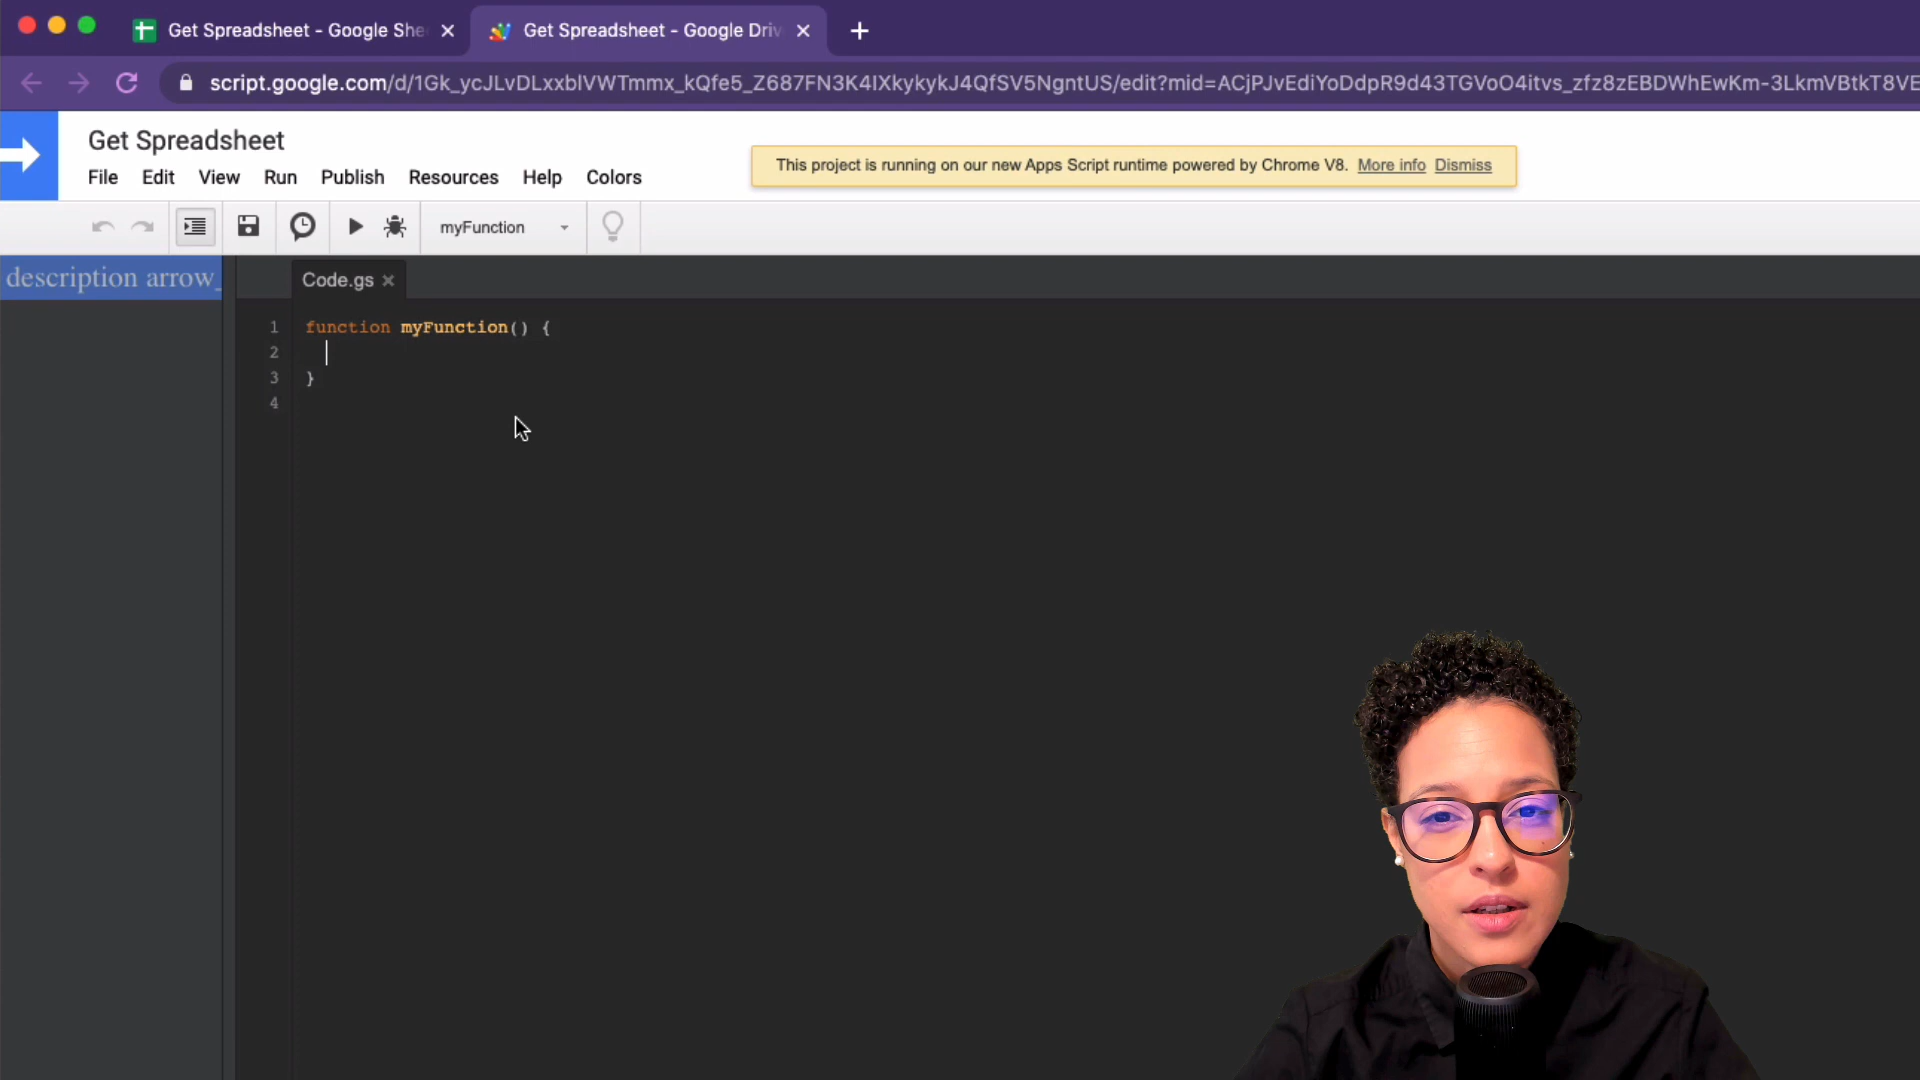 Get Spreadsheet - Google She
Get Spreadsheet - Google Driv
script.google.com/d/1Gk_ycJLvDLxxblVWTmmx_kQfe5_Z687FN3K4IXkykykJ4QfSV5NgntUS/edit?mid=ACjPJvEdiYoDdpR9d43TGVoO4itvs_zfz8zEBDWhEwKm-3LkmVBtkT8VE
Get Spreadsheet
This project is running on our new Apps Script runtime powered by Chrome V8. More info Dismiss
File Edit View Run Publish Resources Help Colors
myFunction
description arrow_
Code.gs
1 function myFunction() {
2
3 }
4